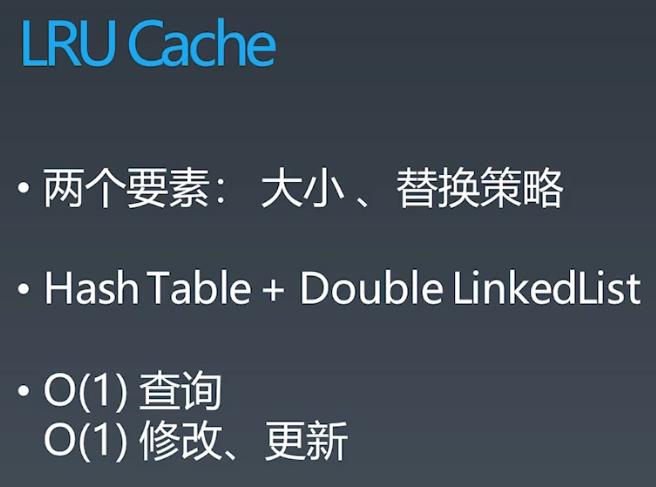 LRU Cache
• 两个要素： 大小 、替换策略
• Hash Table + Double LinkedList
• O(1) 查询
O(1) 修改、更新